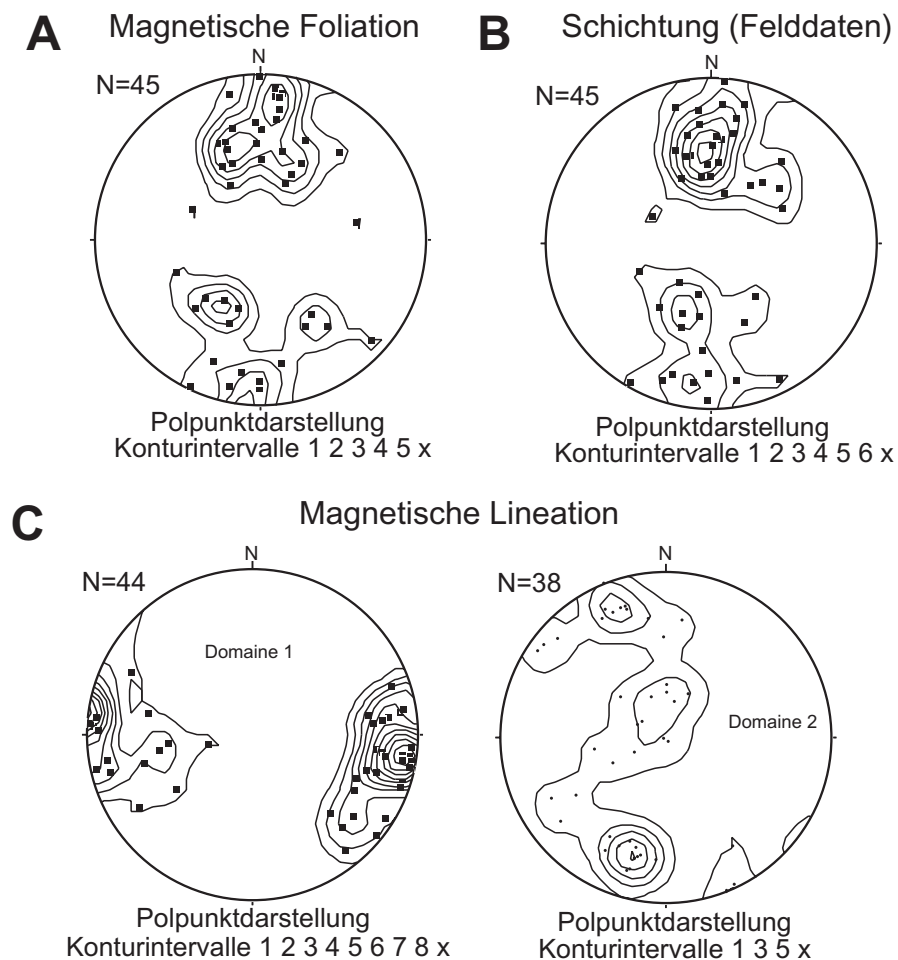 A Magnetische Foliation
N
N=45
Polpunktdarstellung
Konturintervalle 1 2 3 4 5 x
B Schichtung (Felddaten)
N
N=45
Polpunktdarstellung
Konturintervalle 1 2 3 4 5 6 x
C Magnetische Lineation
N
N=44
Domaine 1
Polpunktdarstellung
Konturintervalle 1 2 3 4 5 6 7 8 x
N
N=38
Domaine 2
Polpunktdarstellung
Konturintervalle 1 3 5 x